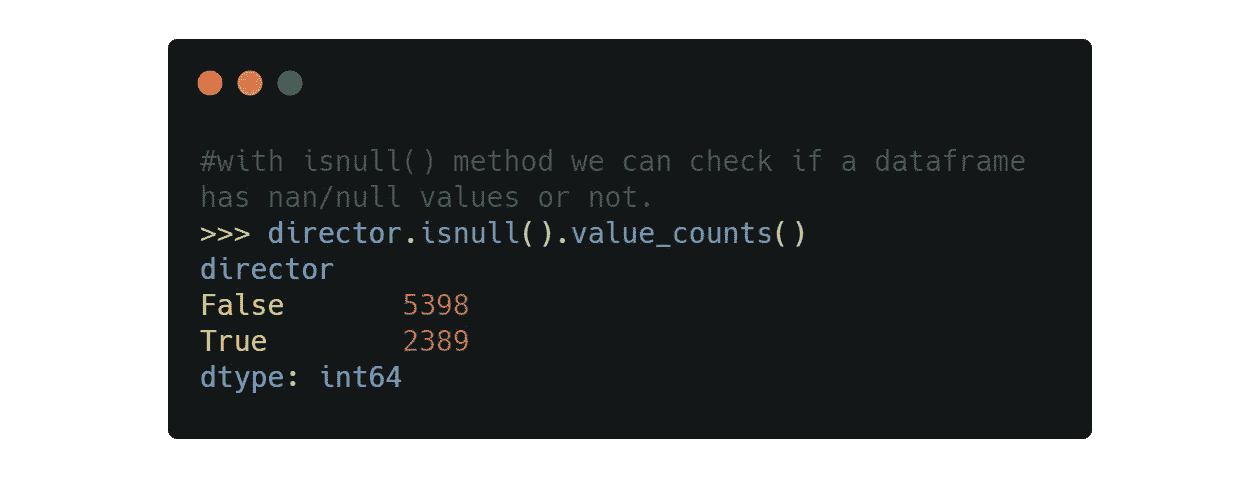 #with isnull() method we can check if a dataframe
has nan/null values or not.
>>> director.isnull().value_counts()
director
False       5398
True        2389
dtype: int64